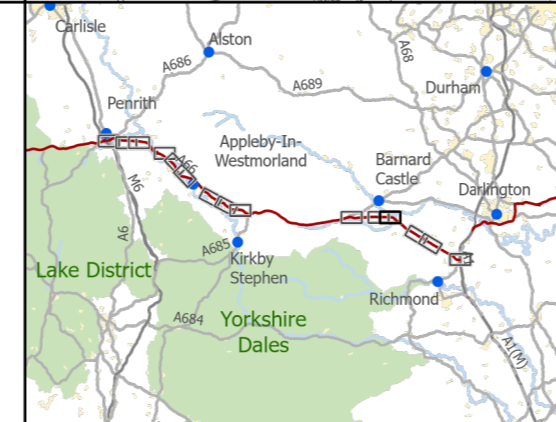 Carlisle
Alston
A686
A68
A689
Durham
Penrith
Appleby-In-
Westmorland
A66
Barnard
Castle
Darlington
M6
A6
A685
Kirkby
Stephen
Lake District
Richmond
A684
Yorkshire
Dales
A1(M)